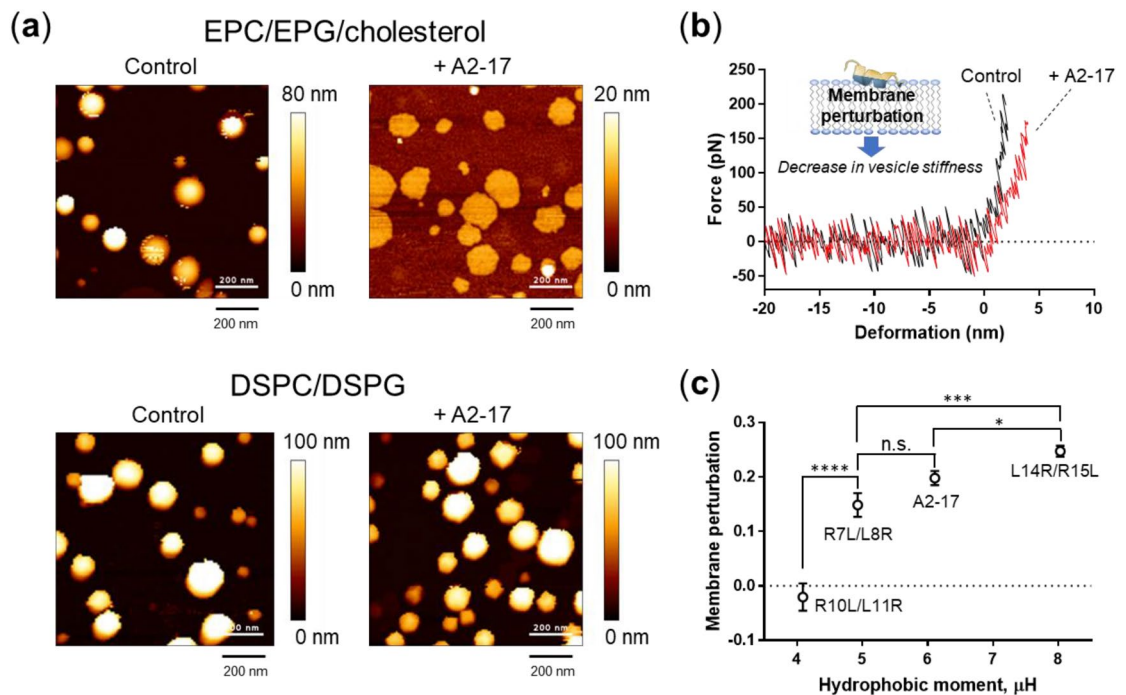 (a)
EPC/EPG/cholesterol
Control
+ A2-17
80 nm
0 nm
20 nm
0 nm
200 nm
200 nm
200 nm
200 nm
DSPC/DSPG
Control
+ A2-17
100 nm
0 nm
100 nm
0 nm
200 nm
200 nm
200 nm
200 nm
(b)
Control
+ A2-17
Membrane
perturbation
Decrease in vesicle stiffness
Force (pN)
250
200
150
100
50
0
-50
-20
-15
-10
-5
0
5
10
Deformation (nm)
(c)
***
*
n.s.
****
L14R/R15L
A2-17
R7L/L8R
R10L/L11R
Membrane perturbation
0.3
0.2
0.1
0.0
-0.1
4
5
6
7
8
Hydrophobic moment, μH